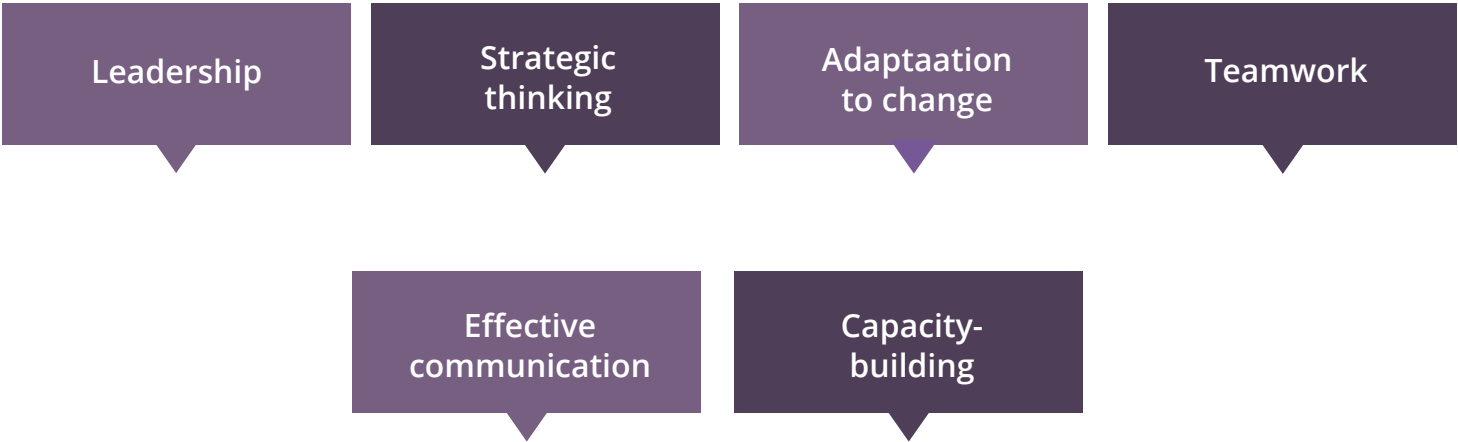 Leadership
Strategic
thinking
Adaptaation
to change
Teamwork
Effective
communication
Capacity-
building